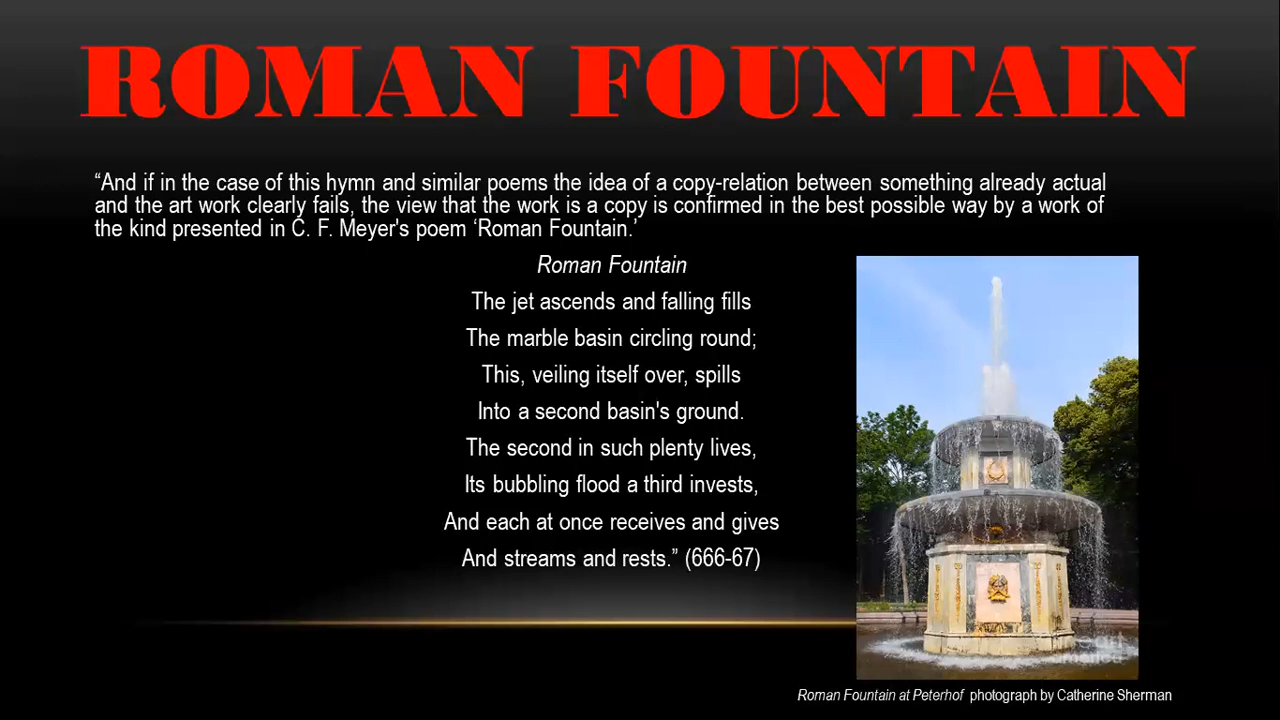 ROMAN FOUNTAIN
“And if in the case of this hymn and similar poems the idea of a copy-relation between something already actual
and the art work clearly fails, the view that the work is a copy is confirmed in the best possible way by a work of
the kind presented in C. F. Meyer's poem ‘Roman Fountain.’
Roman Fountain
The jet ascends and falling fills
The marble basin circling round;
This, veiling itself over, spills
Into a second basin's ground.
The second in such plenty lives,
Its bubbling flood a third invests,
And each at once receives and gives
And streams and rests.” (666-67)
Roman Fountain at Peterhof photograph by Catherine Sherman